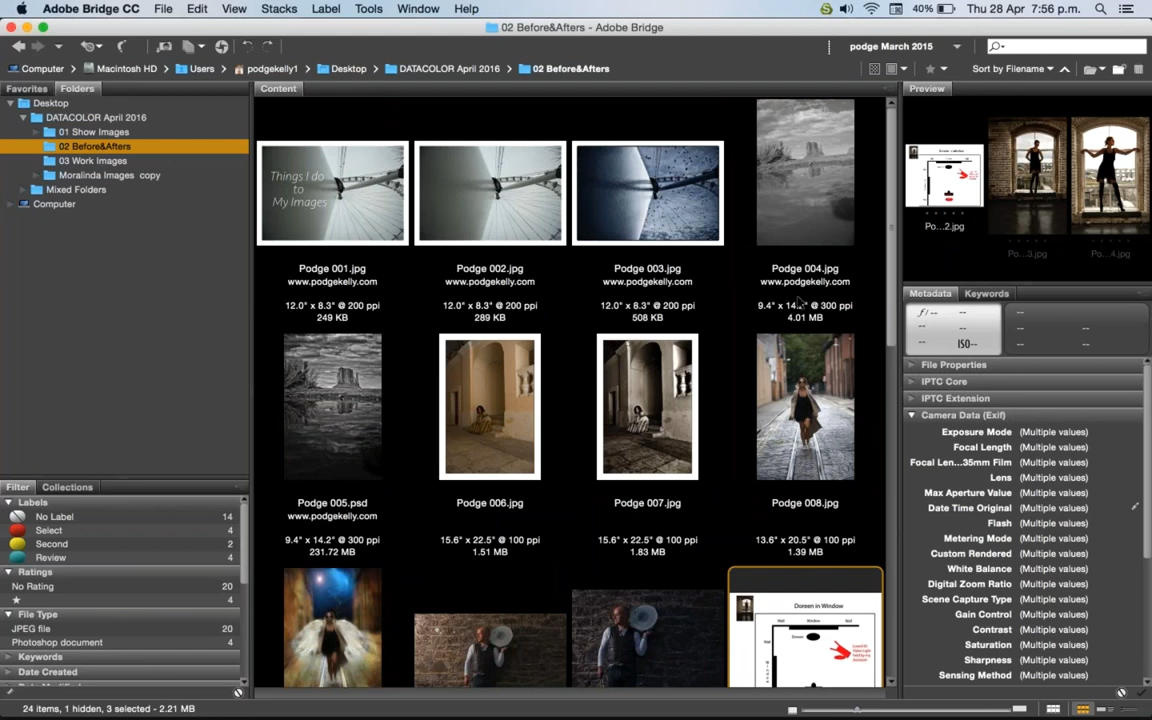 Adobe Bridge CC File Edit View Stacks Label Tools Window Help 40% Thu 28 Apr 7:56 p.m.
02 Before&Afters - Adobe Bridge
podge March 2015
Computer Macintosh HD Users podgekelly1 Desktop DATACOLOR April 2016 02 Before&Afters Sort by Filename
Favorites Folders
Desktop
DATACOLOR April 2016
01 Show Images
02 Before&Afters
03 Work Images
Moralinda Images copy
Mixed Folders
Computer
Filter Collections
Labels
No Label 14
Select 4
Second 2
Review 4
Ratings
No Rating 20
4
File Type
JPEG file 20
Photoshop document 4
Keywords
Date Created
24 items, 1 hidden, 3 selected - 2.21 MB
Content
Things I do
to
My Images
Podge 001.jpg Podge 002.jpg Podge 003.jpg Podge 004.jpg
www.podgekelly.com www.podgekelly.com www.podgekelly.com www.podgekelly.com
12.0" x 8.3" @ 200 ppi 12.0" x 8.3" @ 200 ppi 12.0" x 8.3" @ 200 ppi 9.4" x 14. @ 300 ppi
249 KB 289 KB 508 KB 4.01 MB
Podge 005.psd Podge 006.jpg Podge 007.jpg Podge 008.jpg
www.podgekelly.com
9.4" x 14.2" @ 300 ppi 15.6" x 22.5" @ 100 ppi 15.6" x 22.5" @ 100 ppi 13.6" x 20.5" @ 100 ppi
231.72 MB 1.51 MB 1.83 MB 1.39 MB
Doreen in Window
Wall Window Wall
Doreen
Preview
Po...2.jpg Po...3.jpg Po...4.jpg
Metadata Keywords
f/-- -- --
-- -- -- --
-- ISO-- -- --
File Properties
IPTC Core
IPTC Extension
Camera Data (Exif)
Exposure Mode (Multiple values)
Focal Length (Multiple values)
Focal Len...35mm Film (Multiple values)
Lens (Multiple values)
Max Aperture Value (Multiple values)
Date Time Original (Multiple values)
Flash (Multiple values)
Metering Mode (Multiple values)
Custom Rendered (Multiple values)
White Balance (Multiple values)
Digital Zoom Ratio (Multiple values)
Scene Capture Type (Multiple values)
Gain Control (Multiple values)
Contrast (Multiple values)
Saturation (Multiple values)
Sharpness (Multiple values)
Sensing Method (Multiple values)